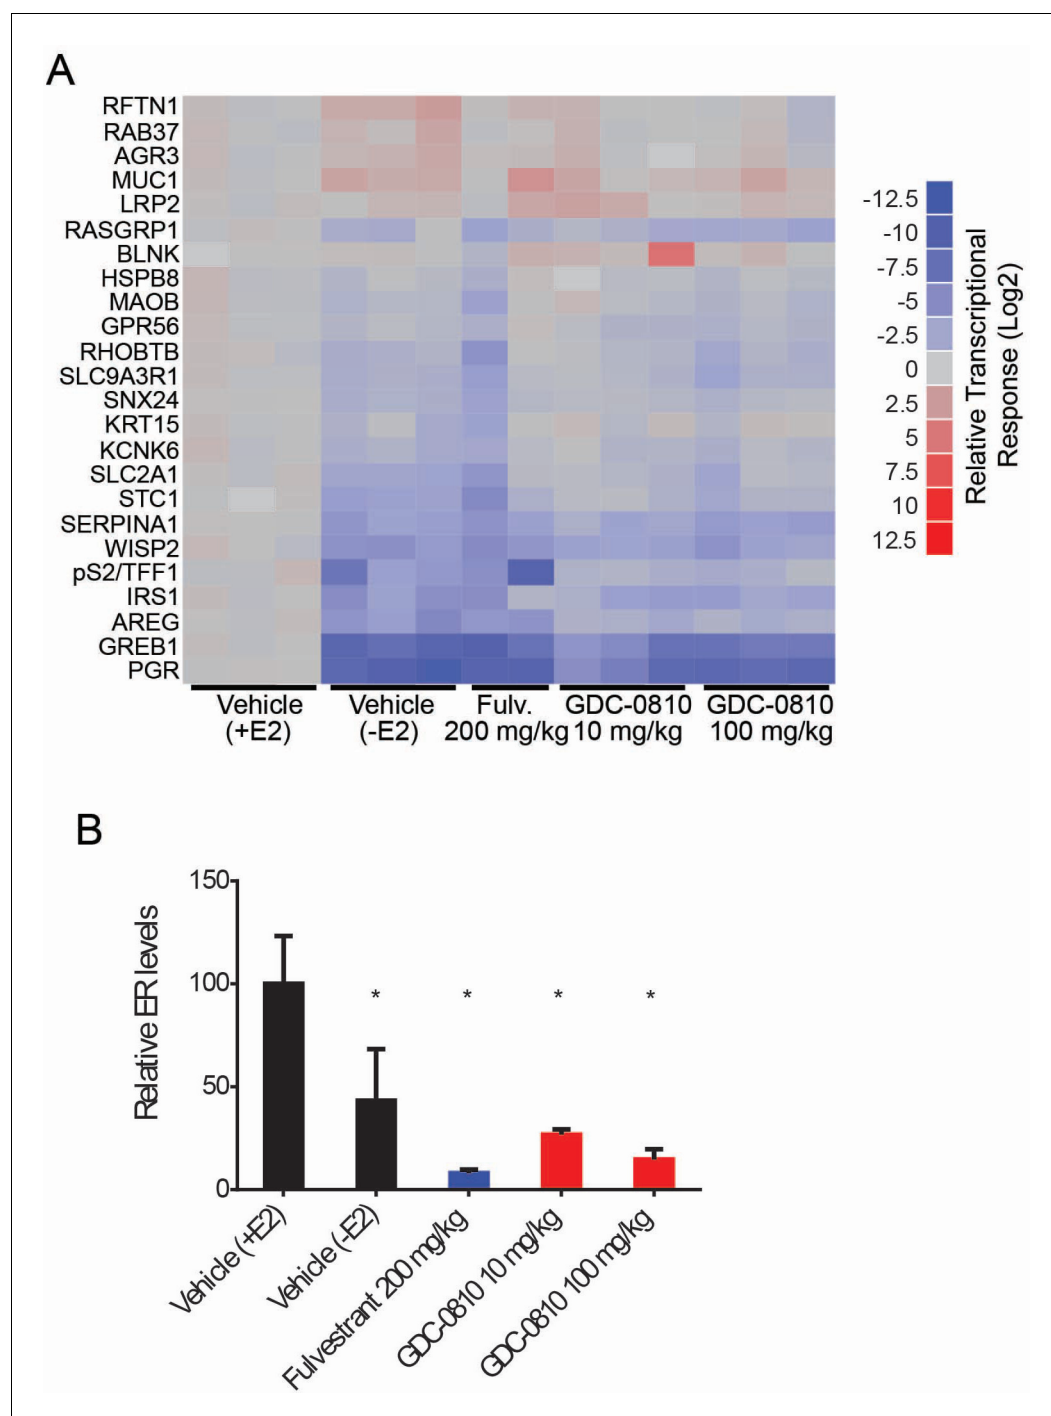 A
RFTN1
RAB37
AGR3
MUC1
LRP2
RASGRP1
BLNK
HSPB8
MAOB
GPR56
RHOBTB
SLC9A3R1
SNX24
KRT15
KCNK6
SLC2A1
STC1
SERPINA1
WISP2
pS2/TFF1
IRS1
AREG
GREB1
PGR
Vehicle
(+E2)
Vehicle
(-E2)
Fulv.
200 mg/kg
GDC-0810
10 mg/kg
GDC-0810
100 mg/kg
-12.5
-10
-7.5
-5
-2.5
0
2.5
5
7.5
10
12.5
Relative Transcriptional
Response (Log2)
B
Relative ER levels
150
100
50
0
* * * *
Vehicle (+E2)
Vehicle (-E2)
Fulvestrant 200 mg/kg
GDC-0810 10 mg/kg
GDC-0810 100 mg/kg